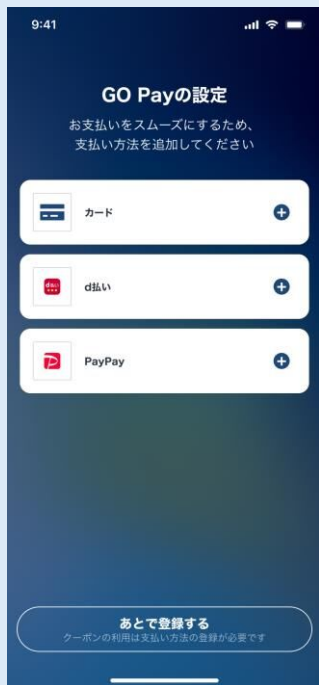 9:41
GO Payの設定
お支払いをスムーズにするため、
支払い方法を追加してください
カード
d払い
d払い
PayPay
あとで登録する
クーポンの利用は支払い方法の登録が必要です